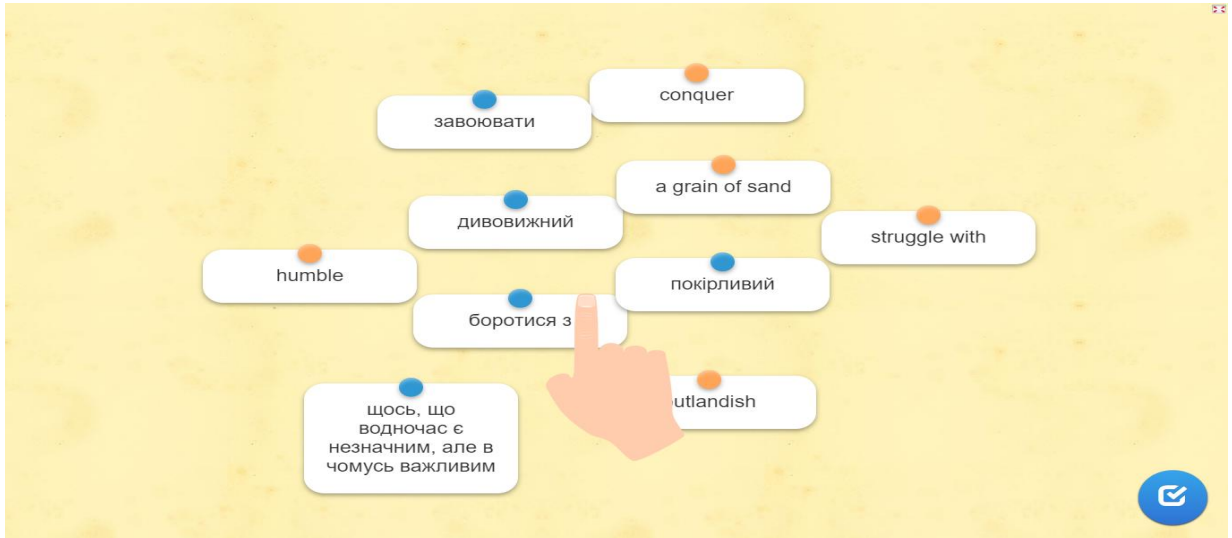 conquer
завоювати
a grain of sand
дивовижний
struggle with
humble
покірливий
боротися з
utlandish
щось, що
водночас є
незначним, але в
чомусь важливим